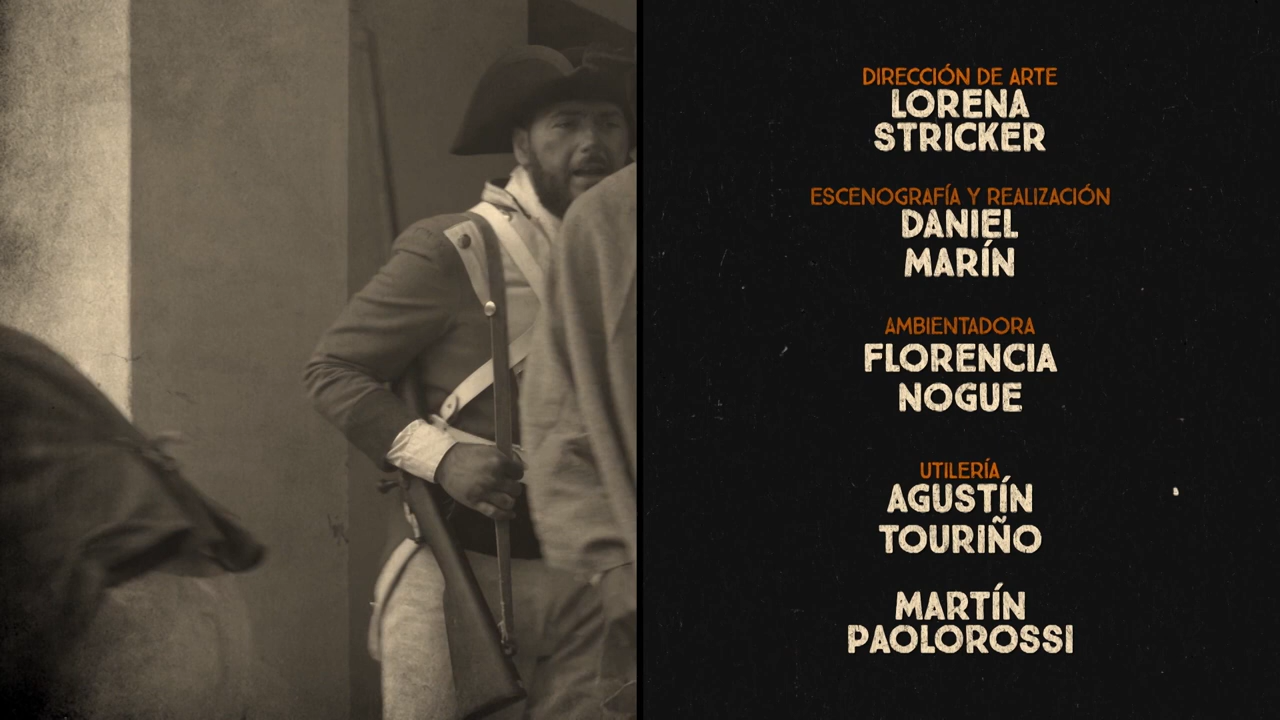 DIRECCIÓN DE ARTE
LORENA
STRICKER
ESCENOGRAFÍA Y REALIZACIÓN
DANIEL
MARÍN
AMBIENTADORA
FLORENCIA
NOGUE
UTILERÍA
AGUSTÍN
TOURIÑO
MARTÍN
PAOLOROSSI